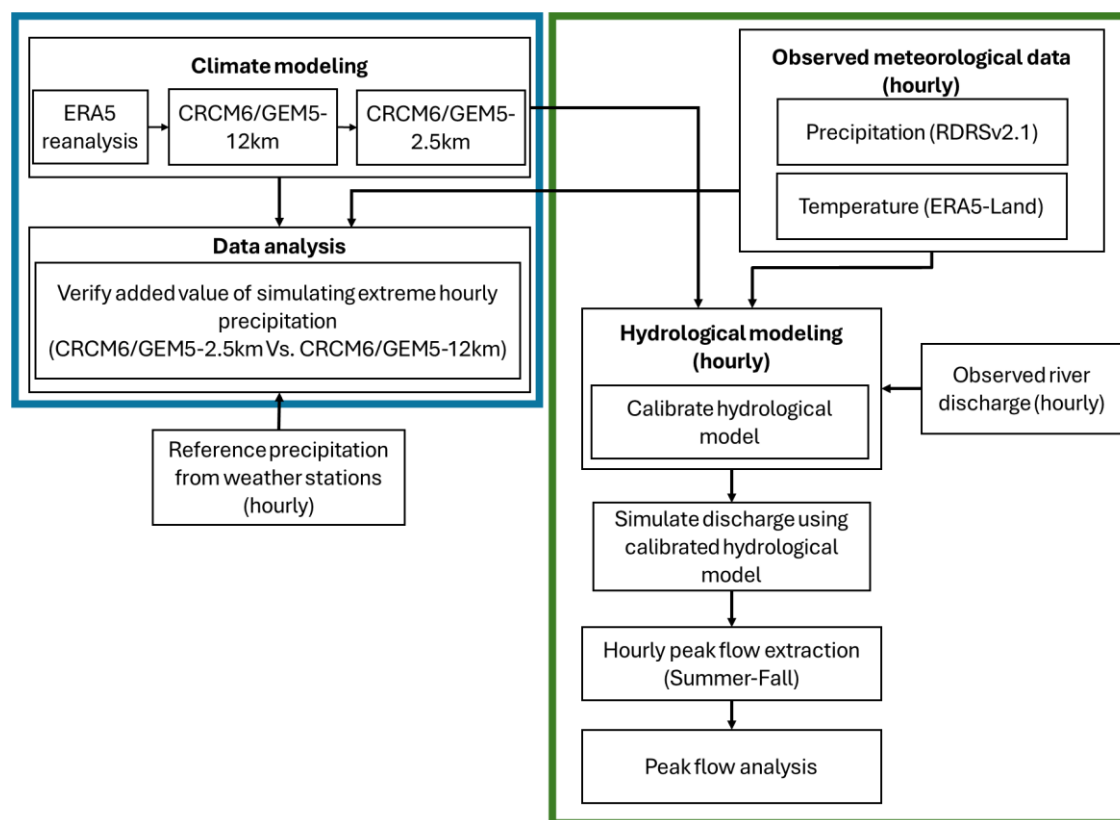 Climate modeling
ERA5
reanalysis
CRCM6/GEM5-
12km
CRCM6/GEM5-
2.5km
Data analysis
Verify added value of simulating extreme hourly
precipitation
(CRCM6/GEM5-2.5km Vs. CRCM6/GEM5-12km)
Reference precipitation
from weather stations
(hourly)
Observed meteorological data
(hourly)
Precipitation (RDRSv2.1)
Temperature (ERA5-Land)
Hydrological modeling
(hourly)
Calibrate hydrological
model
Observed river
discharge (hourly)
Simulate discharge using
calibrated hydrological
model
Hourly peak flow extraction
(Summer-Fall)
Peak flow analysis